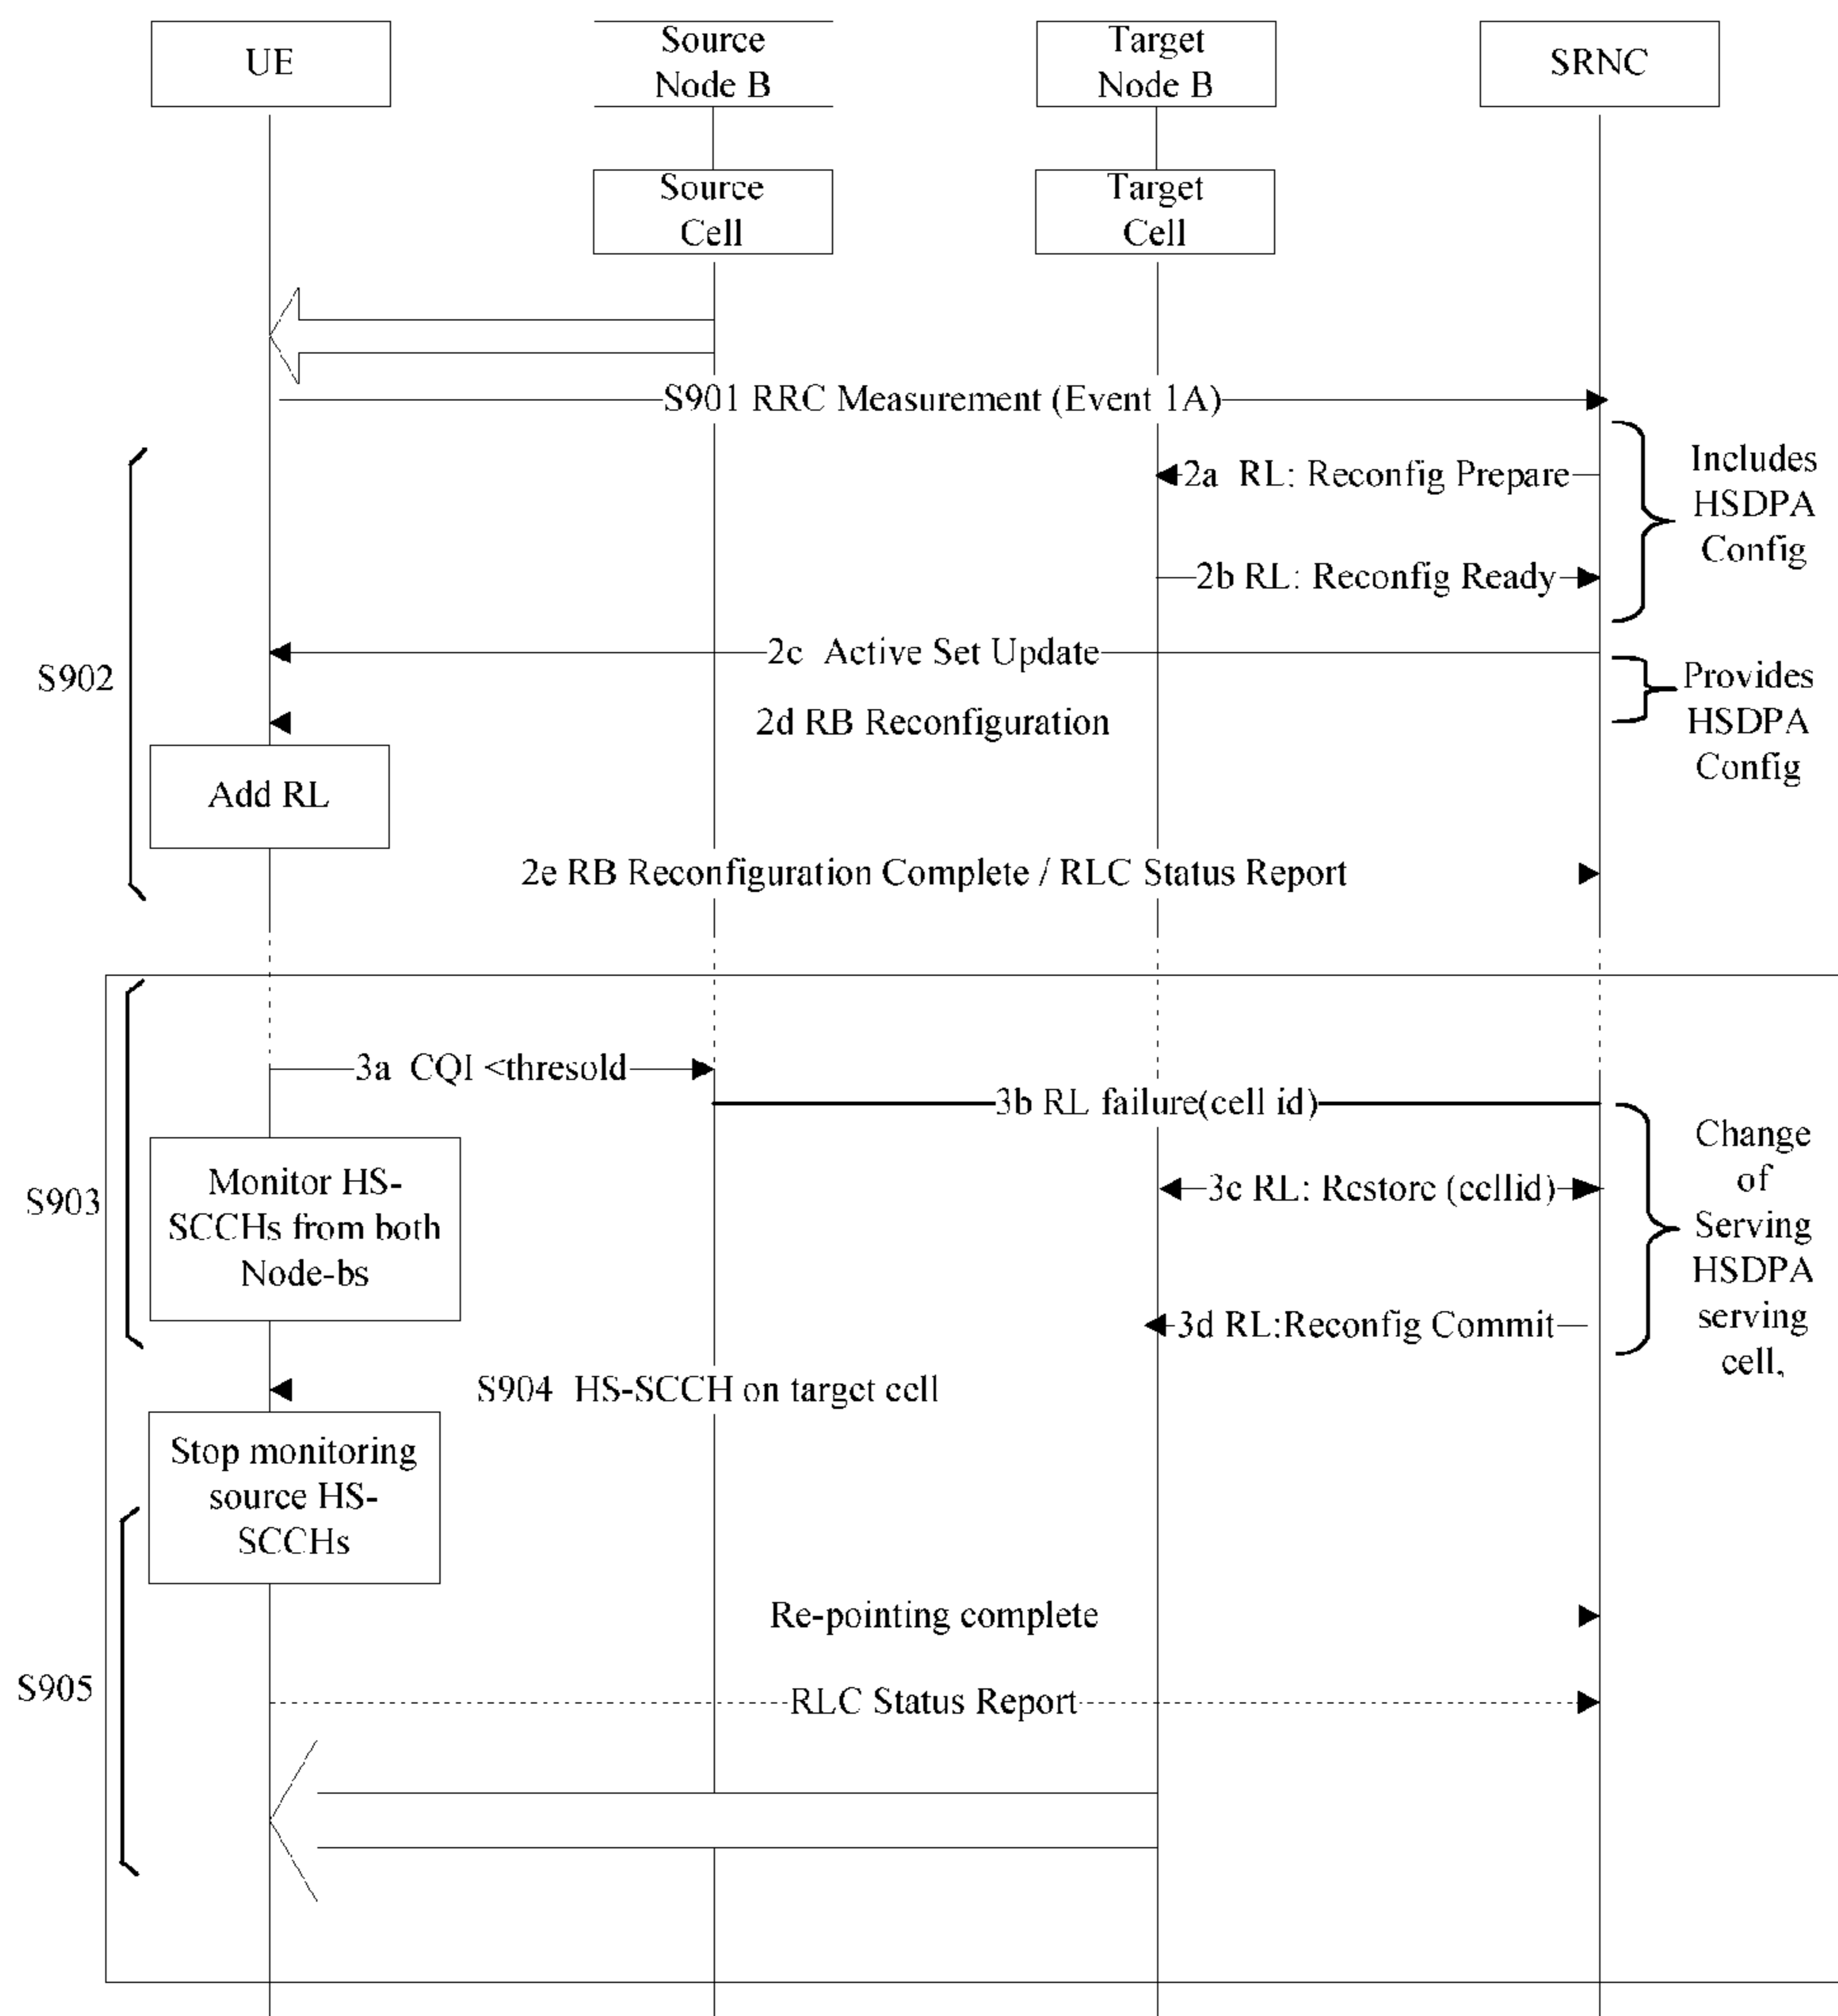 UE
Source
Node B
Target
Node B
SRNC
Source
Cell
Target
Cell
S901 RRC Measurement (Event 1A)
2a RL: Reconfig Prepare
Includes
HSDPA
Config
2b RL: Reconfig Ready
2c Active Set Update
S902
Provides
HSDPA
Config
2d RB Reconfiguration
Add RL
2e RB Reconfiguration Complete / RLC Status Report
3a CQI <thresold
3b RL failure(cell id)
S903
Monitor HS-
SCCHs from both
Node-bs
3c RL: Restore (cellid)
Change
of
Serving
HSDPA
serving
cell,
3d RL:Reconfig Commit
S904 HS-SCCH on target cell
Stop monitoring
source HS-
SCCHs
Re-pointing complete
S905
RLC Status Report